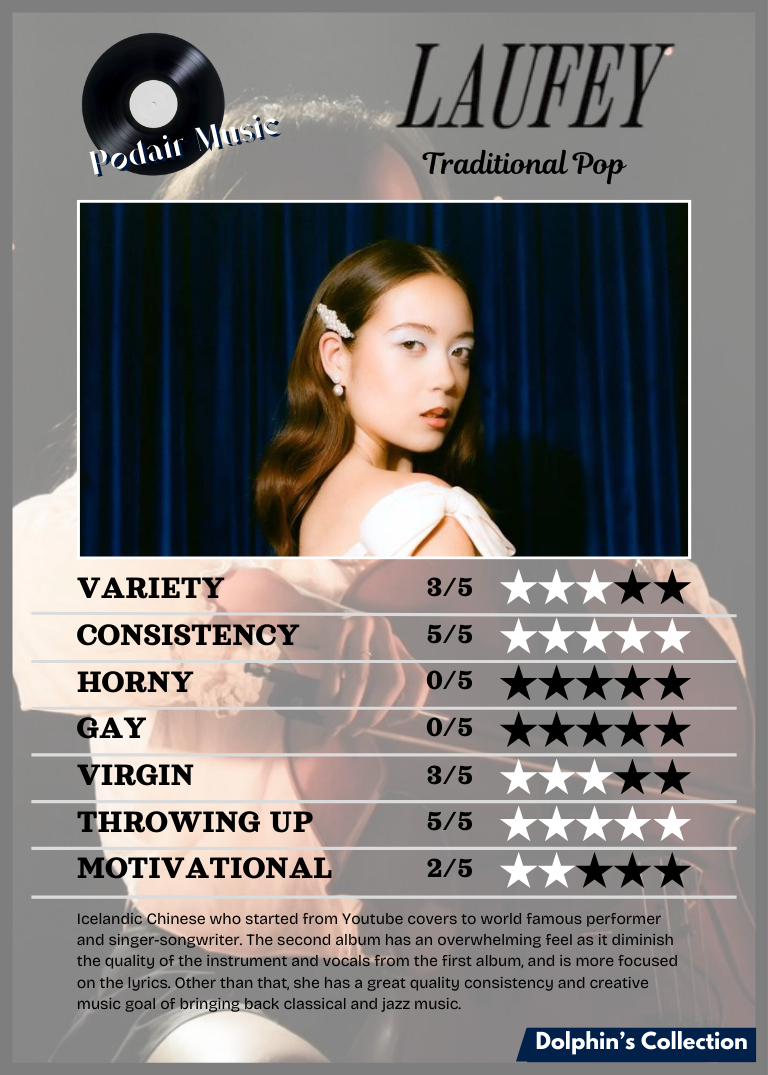 Podair Music
LAUFEY
Traditional Pop
VARIETY 3/5
CONSISTENCY 5/5
HORNY 0/5
GAY 0/5
VIRGIN 3/5
THROWING UP 5/5
MOTIVATIONAL 2/5
Icelandic Chinese who started from Youtube covers to world famous performer
and singer-songwriter. The second album has an overwhelming feel as it diminish
the quality of the instrument and vocals from the first album, and is more focused
on the lyrics. Other than that, she has a great quality consistency and creative
music goal of bringing back classical and jazz music.
Dolphin’s Collection